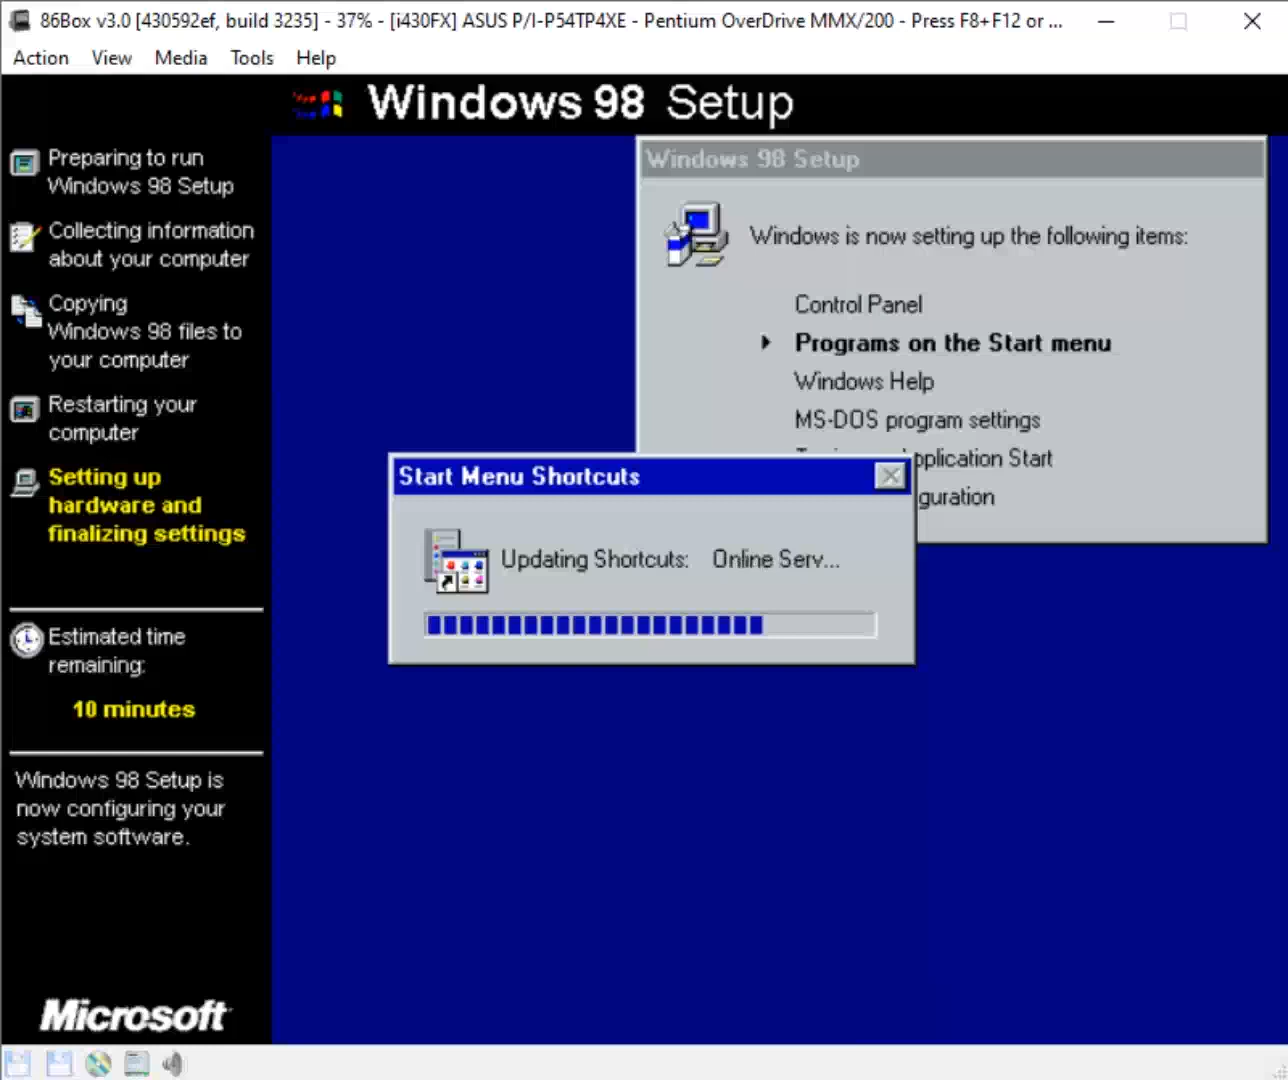 86Box v3.0 [430592ef, build 3235] - 37% - [i430FX] ASUS P/I-P54TP4XE - Pentium OverDrive MMX/200 - Press F8+F12 or ...
Action View Media Tools Help
Windows 98 Setup
Preparing to run
Windows 98 Setup
Collecting information
about your computer
Copying
Windows 98 files to
your computer
Restarting your
computer
Setting up
hardware and
finalizing settings
Estimated time
remaining:
10 minutes
Windows 98 Setup is
now configuring your
system software.
Microsoft
Windows 98 Setup
Windows is now setting up the following items:
Control Panel
Programs on the Start menu
Windows Help
MS-DOS program settings
pplication Start
guration
Start Menu Shortcuts
Updating Shortcuts: Online Serv...